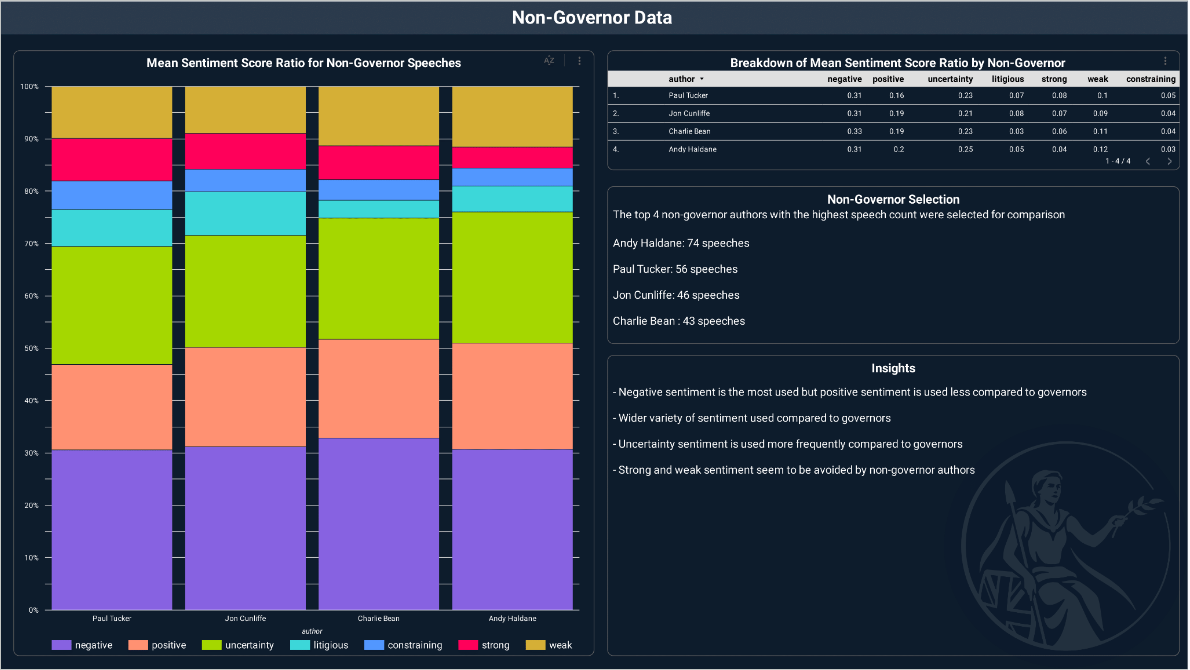 Non-Governor Data
Mean Sentiment Score Ratio for Non-Governor Speeches
100%
90%
80%
70%
60%
50%
40%
30%
20%
10%
0%
Paul Tucker Jon Cunliffe Charlie Bean Andy Haldane
author
negative positive uncertainty litigious constraining strong weak
Breakdown of Mean Sentiment Score Ratio by Non-Governor
author negative positive uncertainty litigious strong weak constraining
1. Paul Tucker 0.31 0.16 0.23 0.07 0.08 0.1 0.05
2. Jon Cunliffe 0.31 0.19 0.21 0.08 0.07 0.09 0.04
3. Charlie Bean 0.33 0.19 0.23 0.03 0.06 0.11 0.04
4. Andy Haldane 0.31 0.2 0.25 0.05 0.04 0.12 0.03
1 - 4 / 4 < >
Non-Governor Selection
The top 4 non-governor authors with the highest speech count were selected for comparison
Andy Haldane: 74 speeches
Paul Tucker: 56 speeches
Jon Cunliffe: 46 speeches
Charlie Bean : 43 speeches
Insights
- Negative sentiment is the most used but positive sentiment is used less compared to governors
- Wider variety of sentiment used compared to governors
- Uncertainty sentiment is used more frequently compared to governors
- Strong and weak sentiment seem to be avoided by non-governor authors